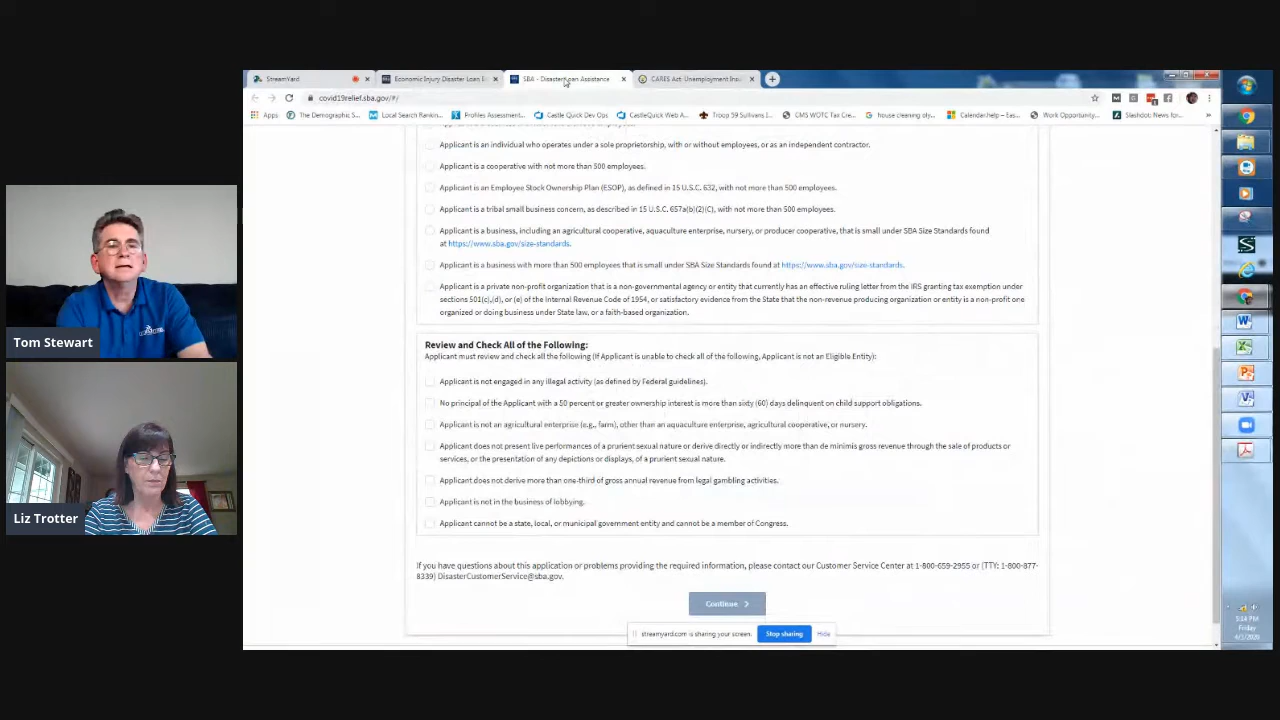 StreamYard
Economic Injury Disaster Loan E
SBA - Disaster Loan Assistance
CARES Act: Unemployment Insu
covid19relief.sba.gov/#/
Apps
The Demographic S...
Local Search Rankin...
Profiles Assessment...
Castle Quick Dev Ops
CastleQuick Web A...
Troop 59 Sullivans I...
CMS WOTC Tax Cre...
house cleaning oly...
Calendar.help – Eas...
Work Opportunity...
Slashdot: News for...
Applicant is an individual who operates under a sole proprietorship, with or without employees, or as an independent contractor.
Applicant is a cooperative with not more than 500 employees.
Applicant is an Employee Stock Ownership Plan (ESOP), as defined in 15 U.S.C. 632, with not more than 500 employees.
Applicant is a tribal small business concern, as described in 15 U.S.C. 657a(b)(2)(C), with not more than 500 employees.
Applicant is a business, including an agricultural cooperative, aquaculture enterprise, nursery, or producer cooperative, that is small under SBA Size Standards found
at https://www.sba.gov/size-standards.
Applicant is a business with more than 500 employees that is small under SBA Size Standards found at https://www.sba.gov/size-standards.
Applicant is a private non-profit organization that is a non-governmental agency or entity that currently has an effective ruling letter from the IRS granting tax exemption under
sections 501(c),(d), or (e) of the Internal Revenue Code of 1954, or satisfactory evidence from the State that the non-revenue producing organization or entity is a non-profit one
organized or doing business under State law, or a faith-based organization.
Review and Check All of the Following:
Applicant must review and check all the following (If Applicant is unable to check all of the following, Applicant is not an Eligible Entity):
Applicant is not engaged in any illegal activity (as defined by Federal guidelines).
No principal of the Applicant with a 50 percent or greater ownership interest is more than sixty (60) days delinquent on child support obligations.
Applicant is not an agricultural enterprise (e.g., farm), other than an aquaculture enterprise, agricultural cooperative, or nursery.
Applicant does not present live performances of a prurient sexual nature or derive directly or indirectly more than de minimis gross revenue through the sale of products or
services, or the presentation of any depictions or displays, of a prurient sexual nature.
Applicant does not derive more than one-third of gross annual revenue from legal gambling activities.
Applicant is not in the business of lobbying.
Applicant cannot be a state, local, or municipal government entity and cannot be a member of Congress.
If you have questions about this application or problems providing the required information, please contact our Customer Service Center at 1-800-659-2955 or (TTY: 1-800-877-
8339) DisasterCustomerService@sba.gov.
Continue
streamyard.com is sharing your screen.
Stop sharing
Hide
Tom Stewart
Liz Trotter
Friday
4/3/2020